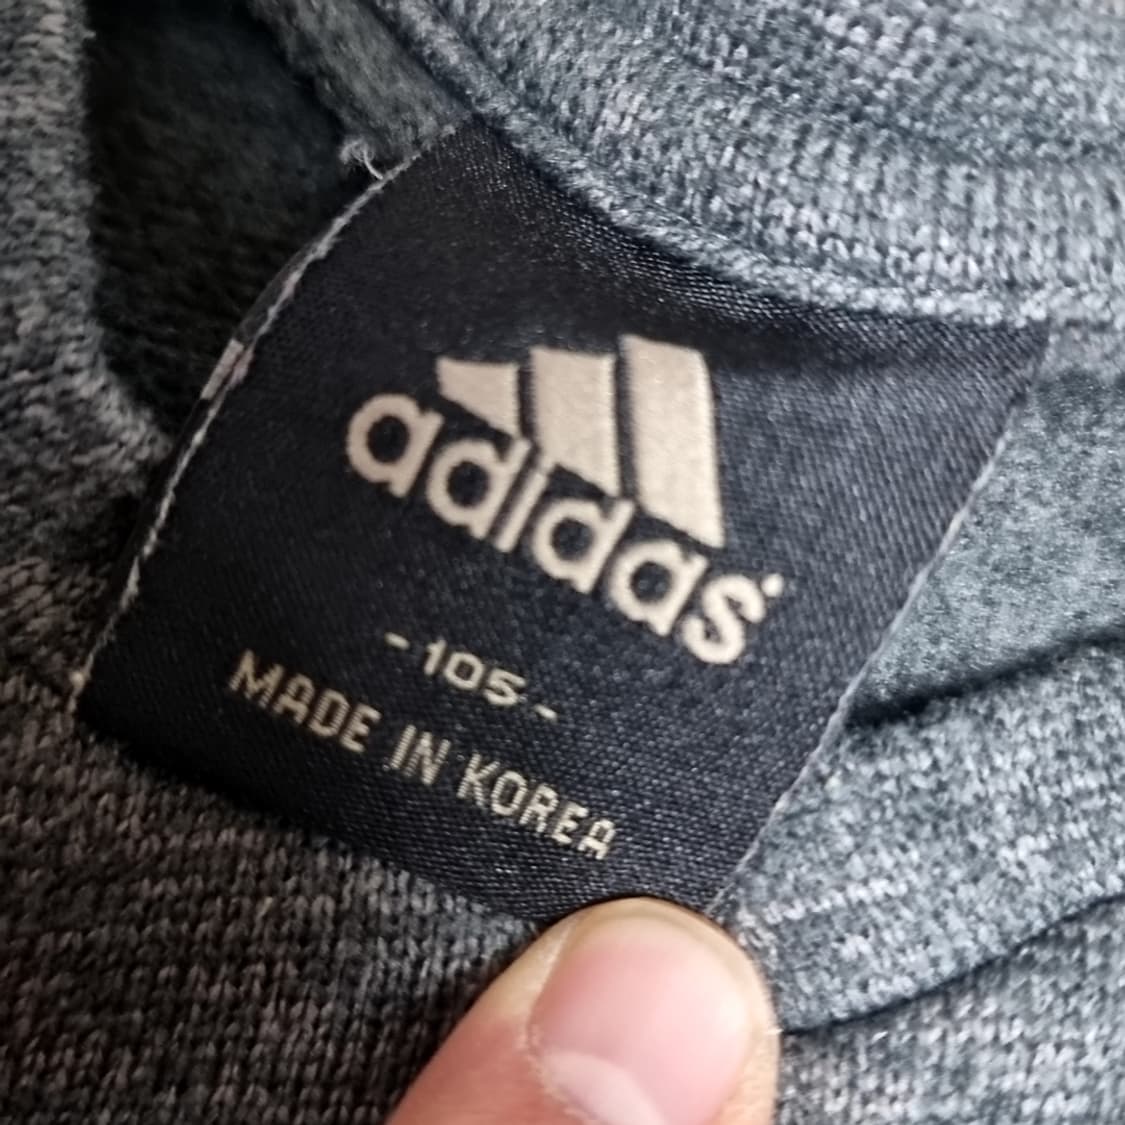 adidas
- 105 -
MADE IN KOREA